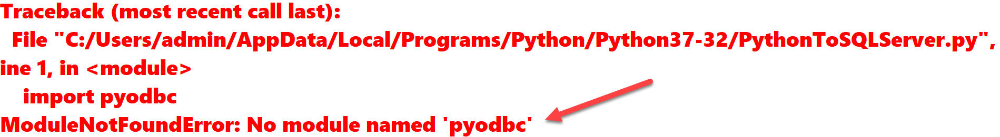 Traceback (most recent call last):
File "C:/Users/admin/AppData/Local/Programs/Python/Python37-32/PythonToSQLServer.py",
ine 1, in <module>
import pyodbc
ModuleNotFoundError: No module named 'pyodbc'